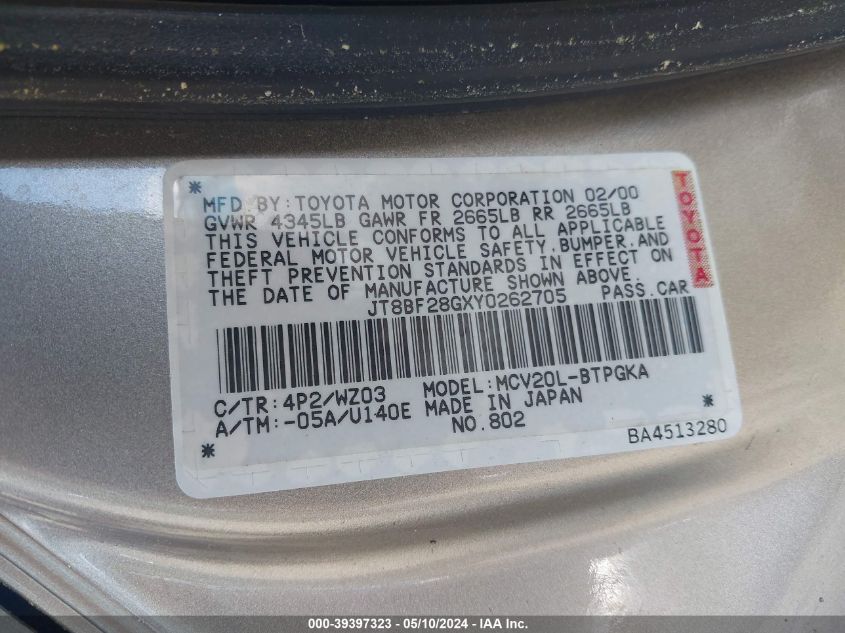 MFD BY:TOYOTA MOTOR CORPORATION 02/00
GVWR 4345LB GAWR FR 2665LB RR 2665LB
THIS VEHICLE CONFORMS TO ALL APPLICABLE
FEDERAL MOTOR VEHICLE SAFETY.BUMPER.AND
THEFT PREVENTION STANDARDS IN EFFECT ON
THE DATE OF MANUFACTURE SHOWN ABOVE.
JT8BF28GXY0262705 PASS.CAR
TOYOTA
C/TR:4P2/WZ03 MODEL:MCV20L-BTPGKA
A/TM:-05A/U140E MADE IN JAPAN
NO.802
BA4513280
000-39397323 - 05/10/2024 - IAA Inc.